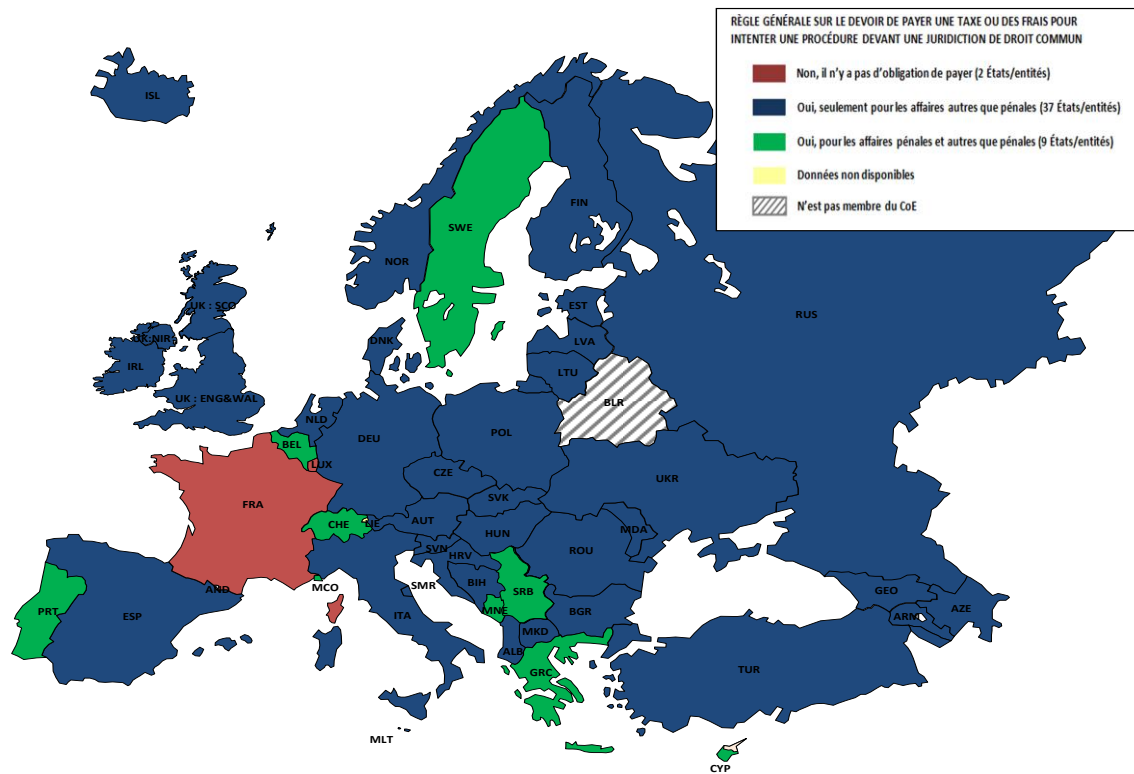 RÈGLE GÉNÉRALE SUR LE DEVOIR DE PAYER UNE TAXE OU DES FRAIS POUR
INTENTER UNE PROCÉDURE DEVANT UNE JURIDICTION DE DROIT COMMUN
Non, il n'y a pas d'obligation de payer (2 États/entités)
Oui, seulement pour les affaires autres que pénales (37 États/entités)
Oui, pour les affaires pénales et autres que pénales (9 États/entités)
Données non disponibles
N'est pas membre du CoE
ISL
FIN
SWE
NOR
UK : SCO
EST
RUS
UK:NIR
DNK
LVA
IRL
LTU
UK : ENG&WAL
BLR
NLD
DEU
POL
BEL
LUX
CZE
UKR
FRA
SVK
CHE
LIE
AUT
MDA
HUN
ROU
SVN
HRV
AND
MCO
SMR
BIH
SRB
GEO
PRT
ESP
ITA
MNE
BGR
ARM
AZE
MKD
ALB
GRC
TUR
MLT
CYP